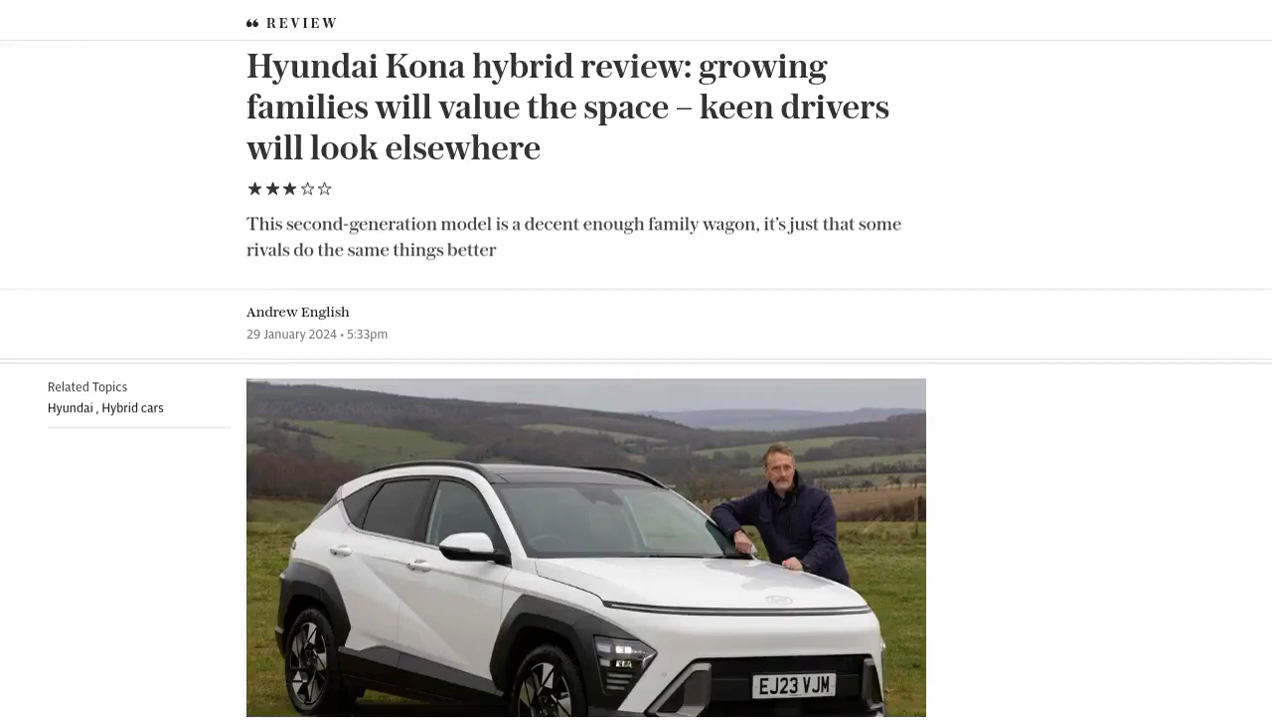 ❝ REVIEW
Hyundai Kona hybrid review: growing
families will value the space – keen drivers
will look elsewhere
★★★☆☆
This second-generation model is a decent enough family wagon, it’s just that some
rivals do the same things better
Andrew English
29 January 2024 • 5:33pm
Related Topics
Hyundai , Hybrid cars
EJ23 VJM